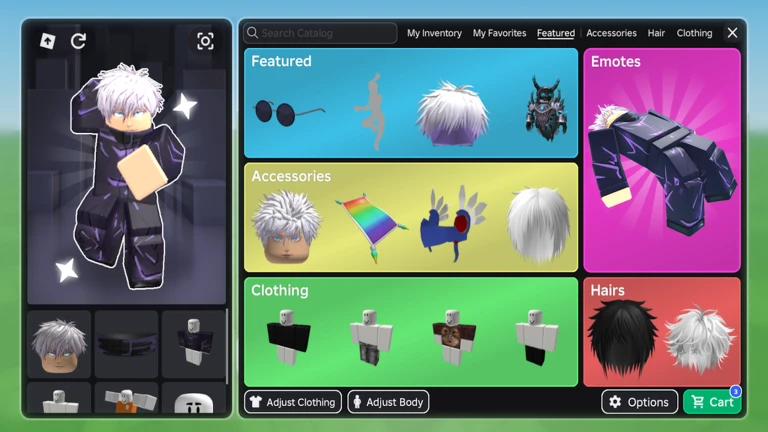 Search Catalog
My Inventory
My Favorites
Featured
Accessories
Hair
Clothing
Featured
Emotes
Accessories
Clothing
Hairs
Adjust Clothing
Adjust Body
Options
Cart
3